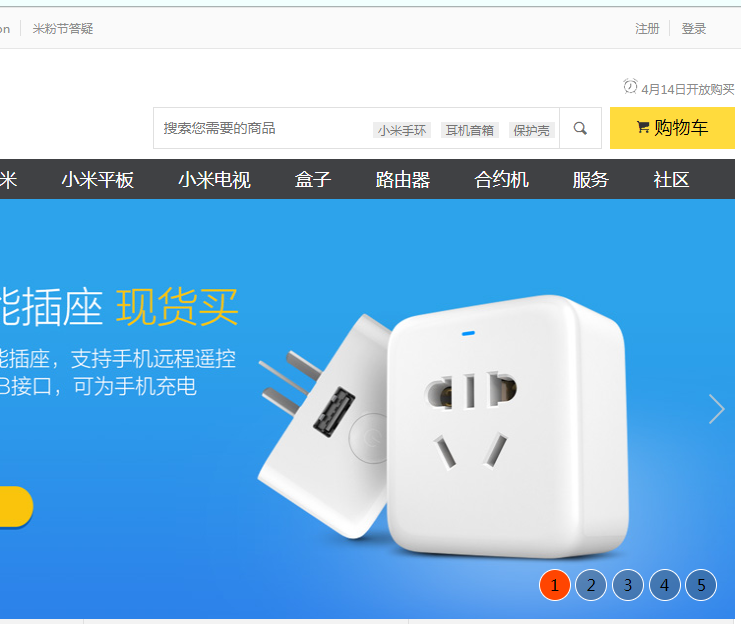 on 米粉节答疑 注册 登录
4月14日开放购买
搜索您需要的商品 小米手环 耳机音箱 保护壳 购物车
米 小米平板 小米电视 盒子 路由器 合约机 服务 社区
能插座 现货买
能插座，支持手机远程遥控
B接口，可为手机充电
1 2 3 4 5